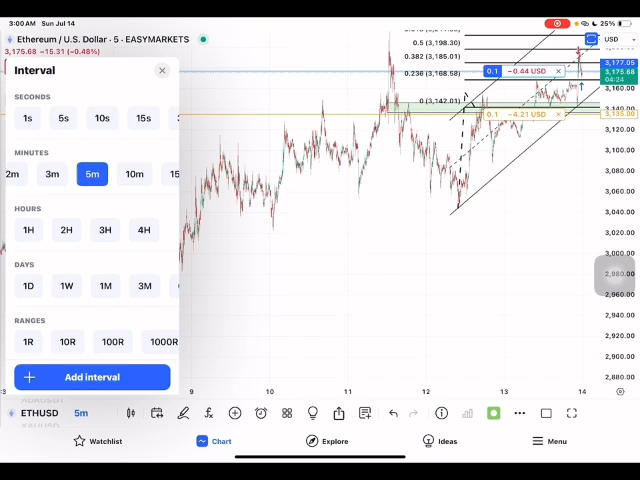 3:00 AM Sun Jul 14
25%
Ethereum / U.S. Dollar · 5 · EASYMARKETS
3,175.68 −15.31 (−0.48%)
USD
Interval
SECONDS
1s 5s 10s 15s
MINUTES
2m 3m 5m 10m 15
HOURS
1H 2H 3H 4H
DAYS
1D 1W 1M 3M
RANGES
1R 10R 100R 1000R
Add interval
0.5 (3,198.30)
0.382 (3,185.01)
0.236 (3,168.58)
0 (3,142.01)
0.1 −0.44 USD
0.1 −4.21 USD
3,177.05
3,175.68
04:24
3,160.00
3,135.00
3,120.00
3,100.00
3,080.00
3,060.00
3,040.00
3,020.00
3,000.00
2,980.00
2,960.00
2,940.00
2,920.00
2,900.00
2,880.00
9 10 11 12 13 14
ETHUSD 5m
XAUUSD
Watchlist Chart Explore Ideas Menu